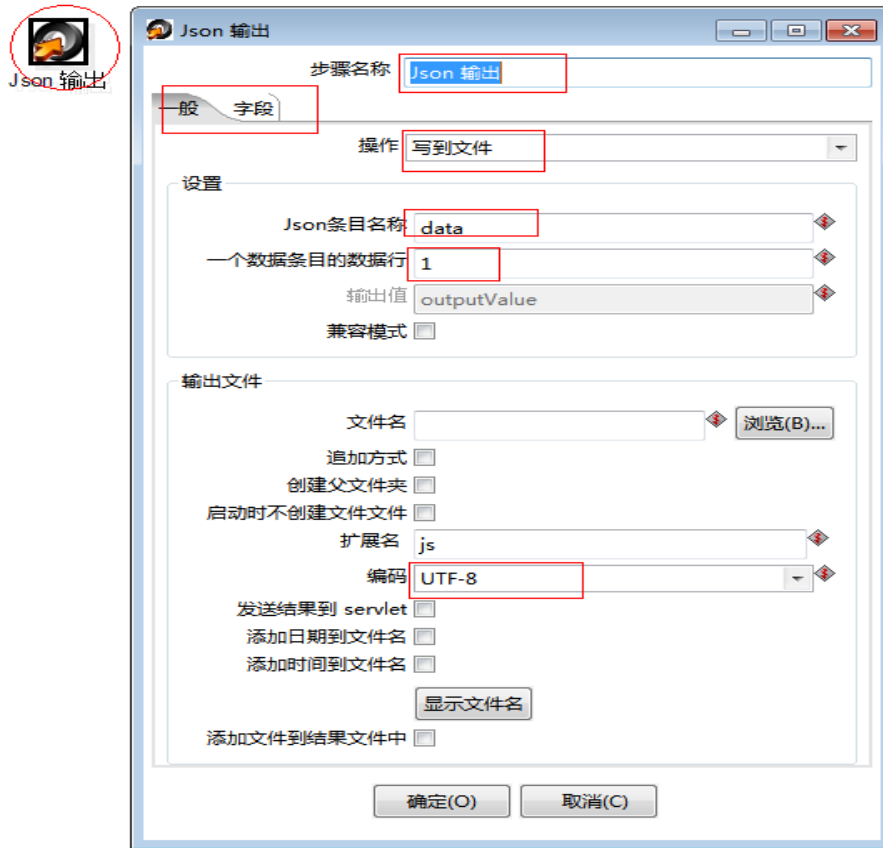 Json 输出
Json 输出
步骤名称 Json 输出
一般 字段
操作 写到文件
设置
Json条目名称 data
一个数据条目的数据行 1
输出值 outputValue
兼容模式
输出文件
文件名 浏览(B)...
追加方式
创建父文件夹
启动时不创建文件文件
扩展名 js
编码 UTF-8
发送结果到 servlet
添加日期到文件名
添加时间到文件名
显示文件名
添加文件到结果文件中
确定(O) 取消(C)